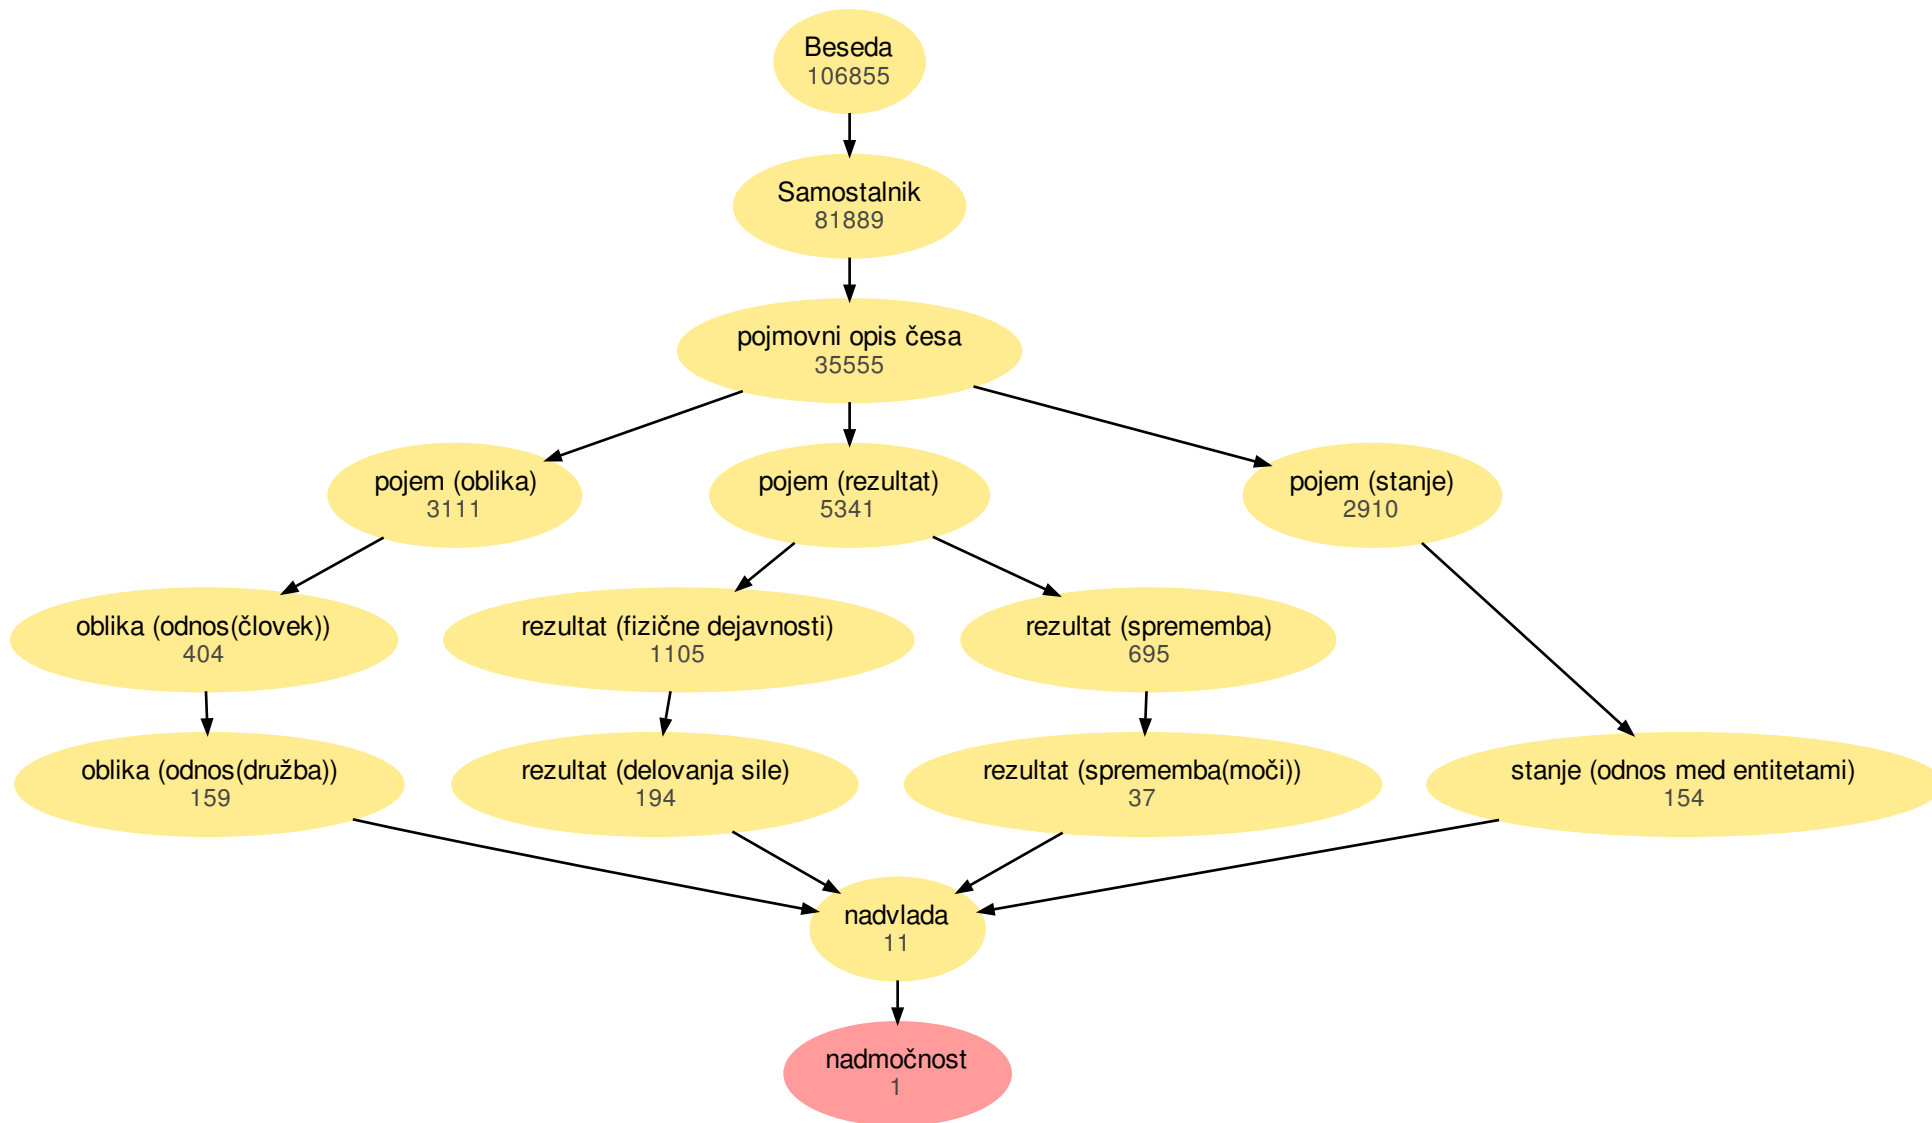 Beseda
106855
Samostalnik
81889
pojmovni opis česa
35555
pojem (oblika)
3111
pojem (rezultat)
5341
pojem (stanje)
2910
oblika (odnos(človek))
404
rezultat (fizične dejavnosti)
1105
rezultat (sprememba)
695
oblika (odnos(družba))
159
rezultat (delovanja sile)
194
rezultat (sprememba(moči))
37
stanje (odnos med entitetami)
154
nadvlada
11
nadmočnost
1